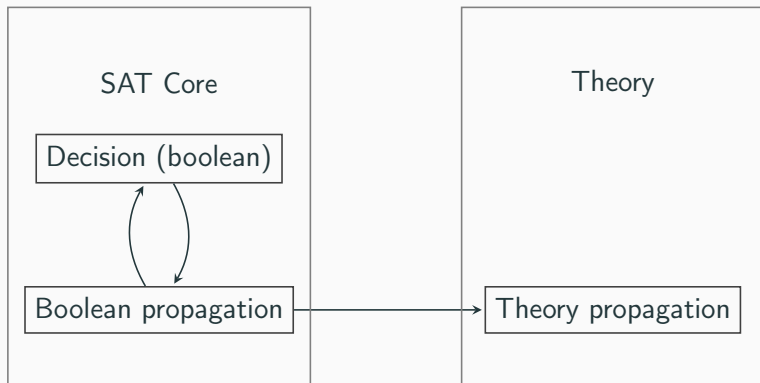 SAT Core
Theory
Decision (boolean)
Boolean propagation
Theory propagation